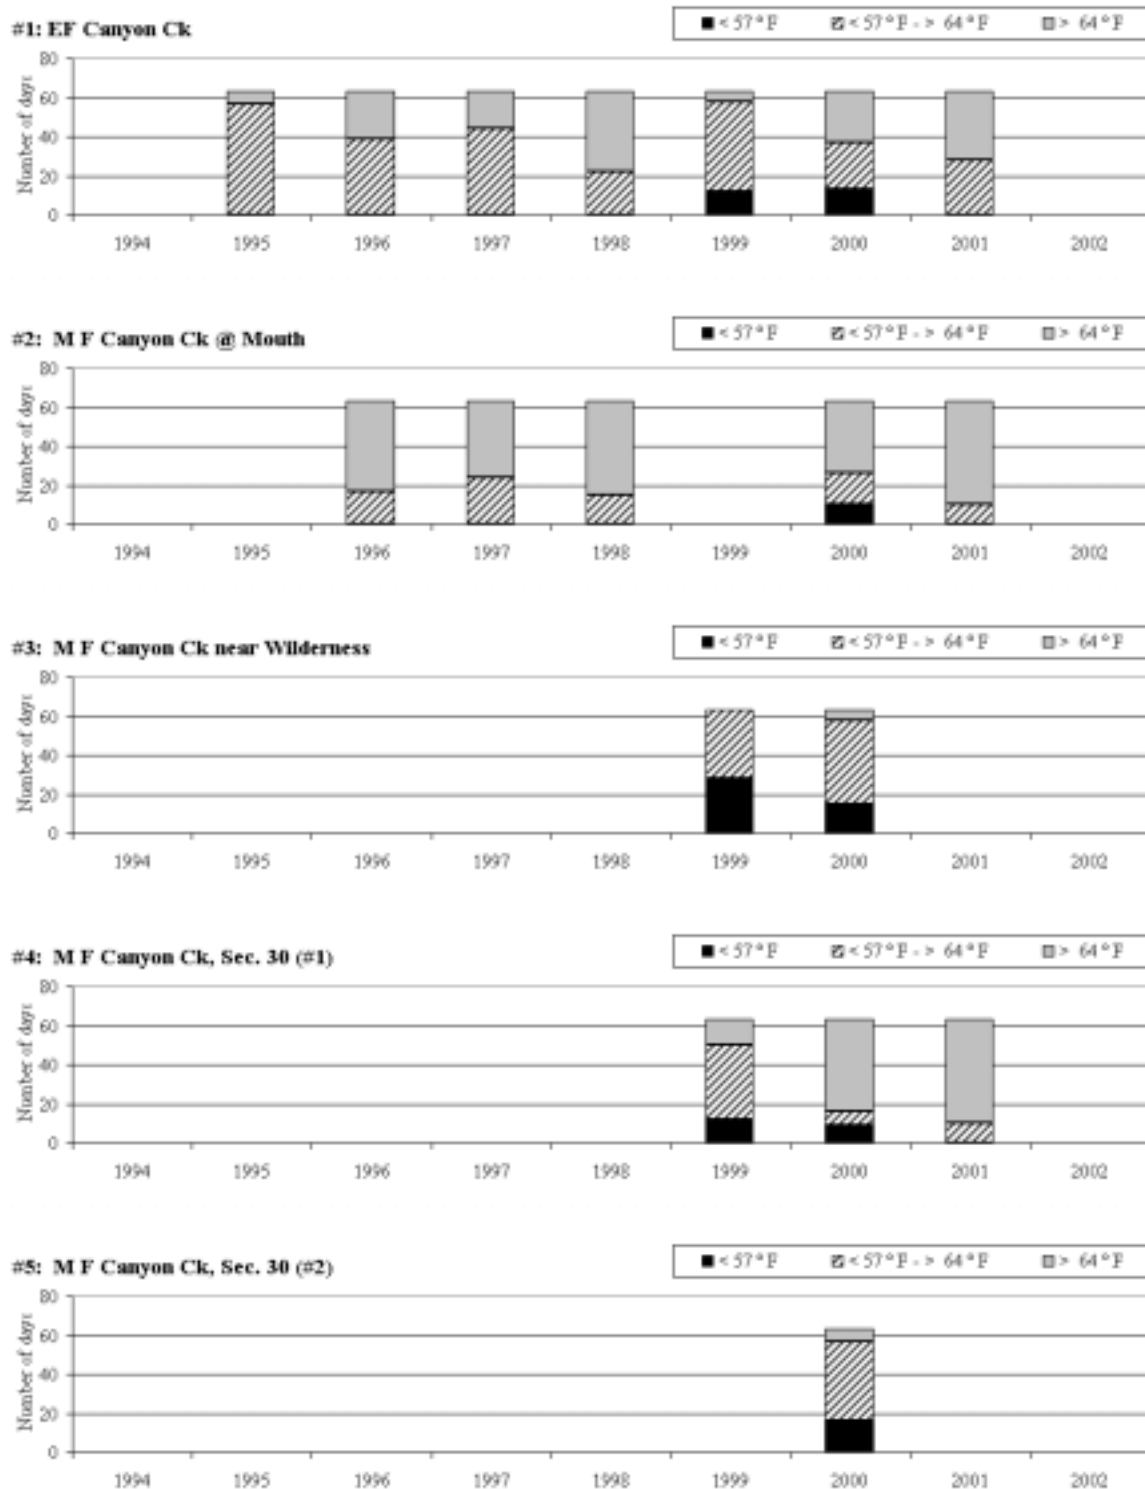 #1: EF Canyon Ck
< 57 ° F < 57 ° F - > 64 ° F > 64 ° F
Number of days
80
60
40
20
0
1994 1995 1996 1997 1998 1999 2000 2001 2002
#2: M F Canyon Ck @ Mouth
< 57 ° F < 57 ° F - > 64 ° F > 64 ° F
Number of days
80
60
40
20
0
1994 1995 1996 1997 1998 1999 2000 2001 2002
#3: M F Canyon Ck near Wilderness
< 57 ° F < 57 ° F - > 64 ° F > 64 ° F
Number of days
80
60
40
20
0
1994 1995 1996 1997 1998 1999 2000 2001 2002
#4: M F Canyon Ck, Sec. 30 (#1)
< 57 ° F < 57 ° F - > 64 ° F > 64 ° F
Number of days
80
60
40
20
0
1994 1995 1996 1997 1998 1999 2000 2001 2002
#5: M F Canyon Ck, Sec. 30 (#2)
< 57 ° F < 57 ° F - > 64 ° F > 64 ° F
Number of days
80
60
40
20
0
1994 1995 1996 1997 1998 1999 2000 2001 2002